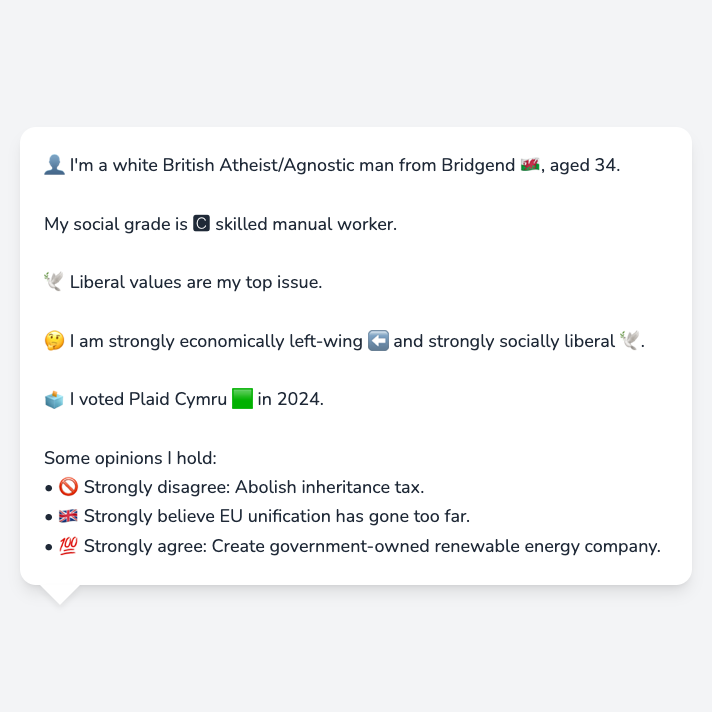 👤 I'm a white British Atheist/Agnostic man from Bridgend 🏴󠁧󠁢󠁷󠁬󠁳󠁿, aged 34.
My social grade is 🅲 skilled manual worker.
🕊️ Liberal values are my top issue.
🤔 I am strongly economically left-wing ⬅️ and strongly socially liberal 🕊️.
🗳️ I voted Plaid Cymru 🟩 in 2024.
Some opinions I hold:
• 🚫 Strongly disagree: Abolish inheritance tax.
• 🇬🇧 Strongly believe EU unification has gone too far.
• 💯 Strongly agree: Create government-owned renewable energy company.